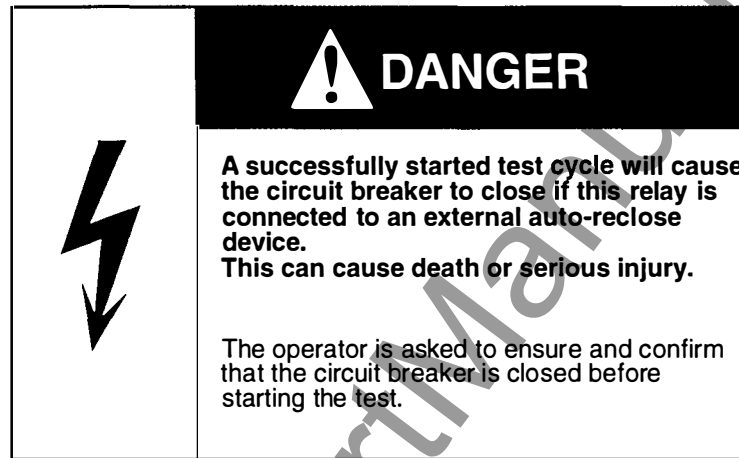 DANGER
A successfully started test cycle will cause
the circuit breaker to close if this relay is
connected to an external auto-reclose
device.
This can cause death or serious injury.
The operator is asked to ensure and confirm
that the circuit breaker is closed before
starting the test.